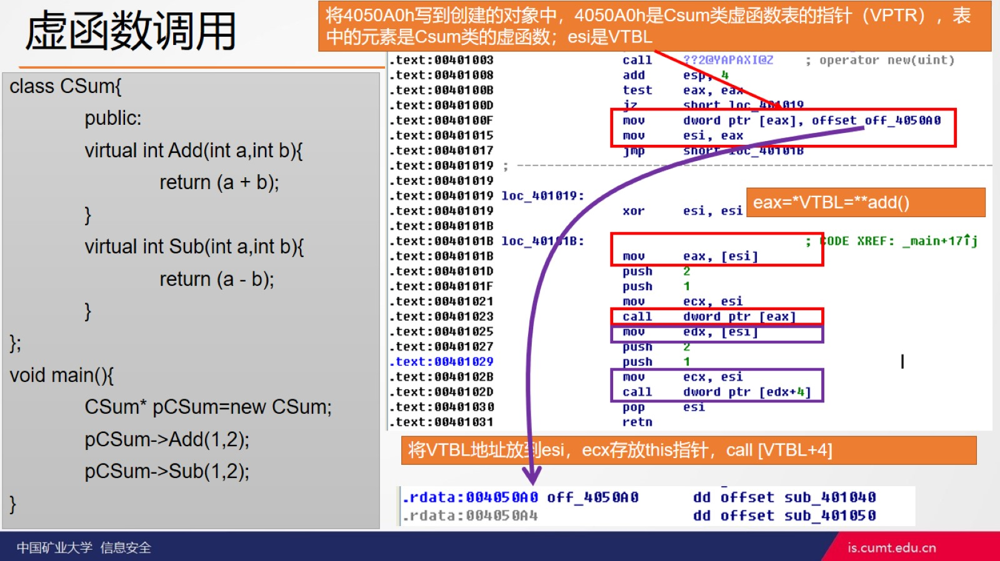 虚函数调用
将4050A0h写到创建的对象中，4050A0h是Csum类虚函数表的指针（VPTR），表
中的元素是Csum类的虚函数；esi是VTBL
class CSum{
public:
virtual int Add(int a,int b){
return (a + b);
}
virtual int Sub(int a,int b){
return (a - b);
}
};
void main(){
CSum* pCSum=new CSum;
pCSum->Add(1,2);
pCSum->Sub(1,2);
}
.text:00401003 call ??2@YAPAXI@Z ; operator new(uint)
.text:00401008 add esp, 4
.text:0040100B test eax, eax
.text:0040100D jz short loc_401019
.text:0040100F mov dword ptr [eax], offset off_4050A0
.text:00401015 mov esi, eax
.text:00401017 jmp short loc_40101B
.text:00401019 ; ---------------------------------------------------------------
.text:00401019
.text:00401019 loc_401019:
.text:00401019 xor esi, esi
.text:0040101B
.text:0040101B loc_40101B: ; CODE XREF: _main+17↑j
.text:0040101B mov eax, [esi]
.text:0040101D push 2
.text:0040101F push 1
.text:00401021 mov ecx, esi
.text:00401023 call dword ptr [eax]
.text:00401025 mov edx, [esi]
.text:00401027 push 2
.text:00401029 push 1
.text:0040102B mov ecx, esi
.text:0040102D call dword ptr [edx+4]
.text:00401030 pop esi
.text:00401031 retn
eax=*VTBL=**add()
将VTBL地址放到esi，ecx存放this指针，call [VTBL+4]
.rdata:004050A0 off_4050A0 dd offset sub_401040
.rdata:004050A4 dd offset sub_401050
中国矿业大学 信息安全
is.cumt.edu.cn